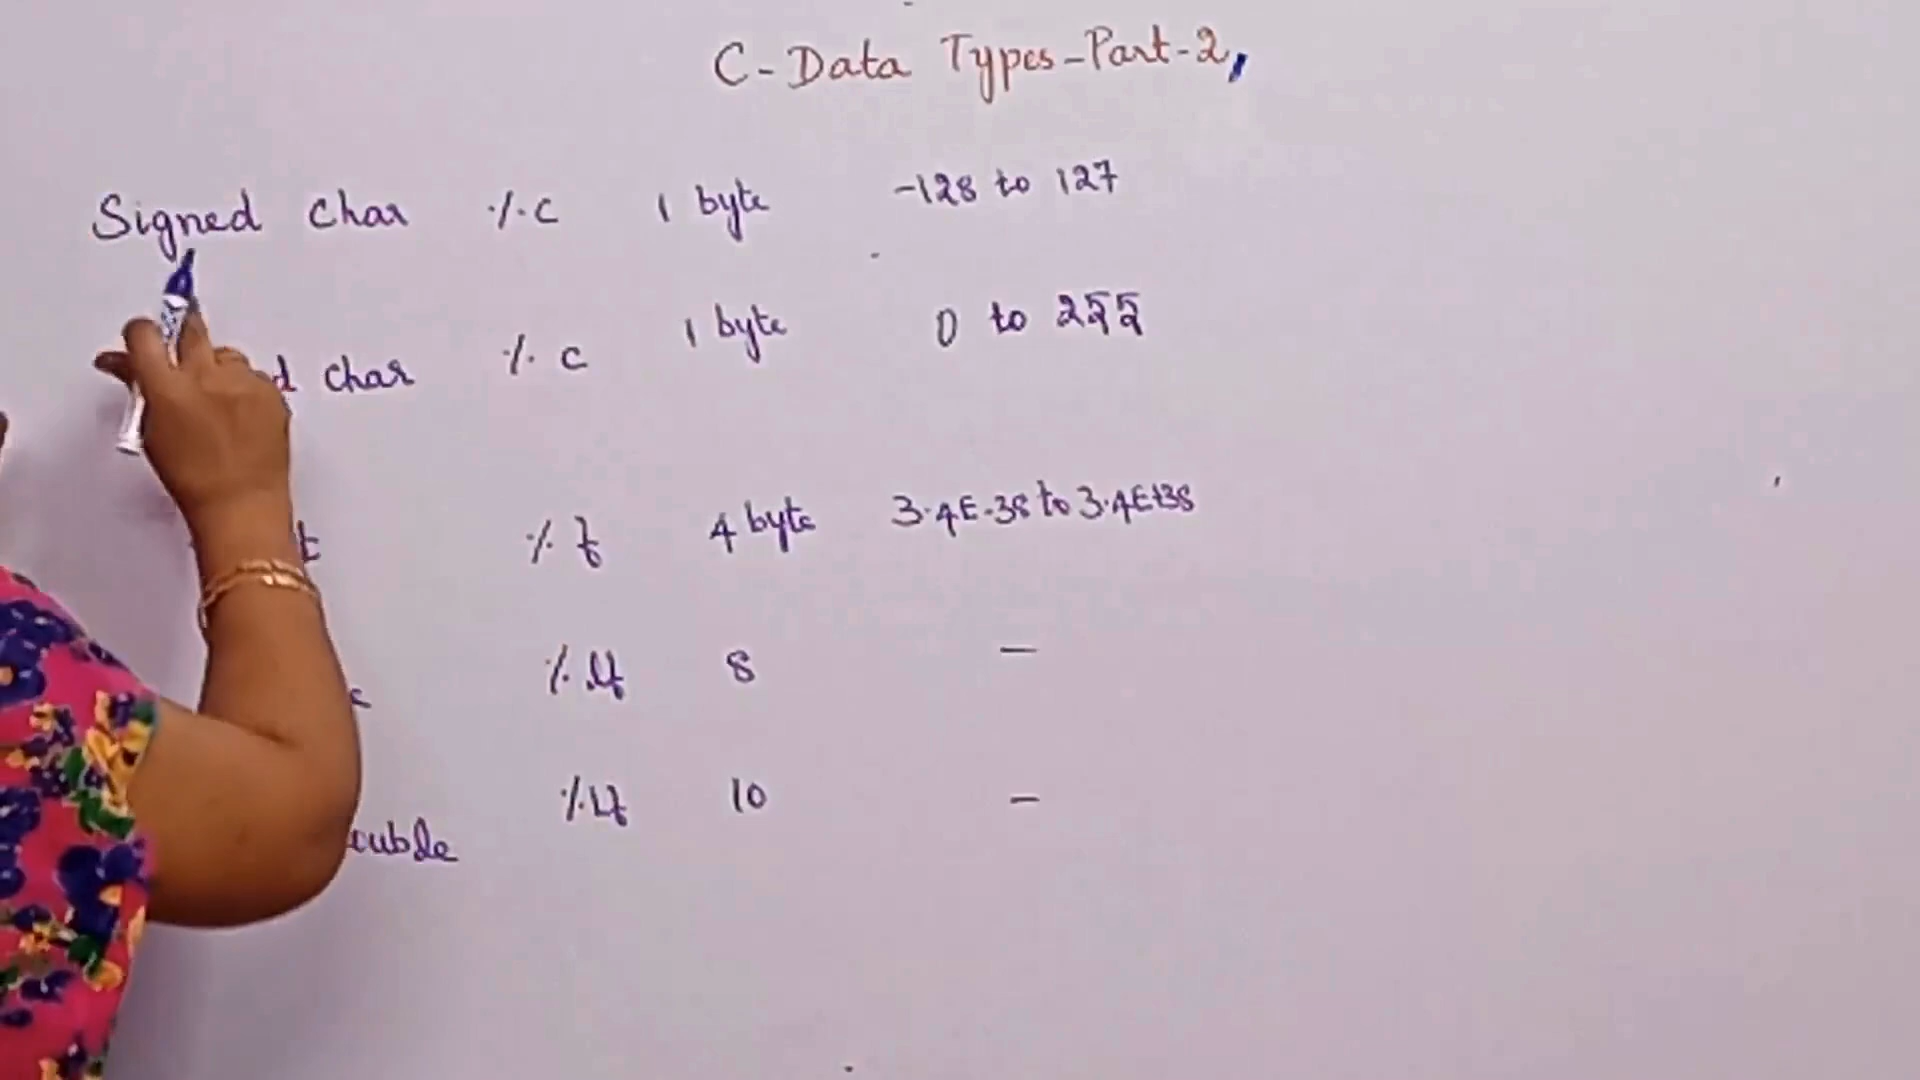 C-Data Types-Part-2,
Signed char %c 1 byte -128 to 127
char %c 1 byte 0 to 255
%f 4 byte 3.4E-38 to 3.4E+38
%lf 8 -
%Lf 10 -